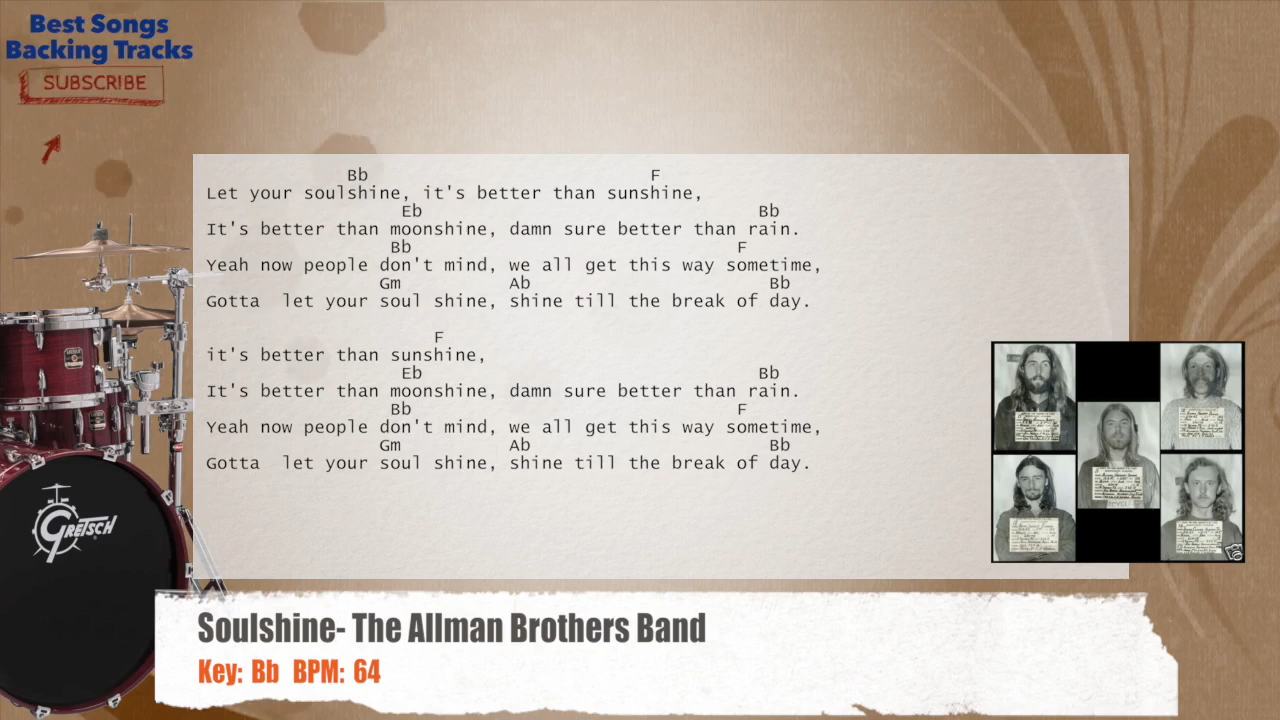 Best Songs
Backing Tracks
SUBSCRIBE
Bb F
Let your soulshine, it's better than sunshine,
Eb Bb
It's better than moonshine, damn sure better than rain.
Bb F
Yeah now people don't mind, we all get this way sometime,
Gm Ab Bb
Gotta  let your soul shine, shine till the break of day.
F
it's better than sunshine,
Eb Bb
It's better than moonshine, damn sure better than rain.
Bb F
Yeah now people don't mind, we all get this way sometime,
Gm Ab Bb
Gotta  let your soul shine, shine till the break of day.
GRETSCH
Soulshine- The Allman Brothers Band
Key: Bb BPM: 64